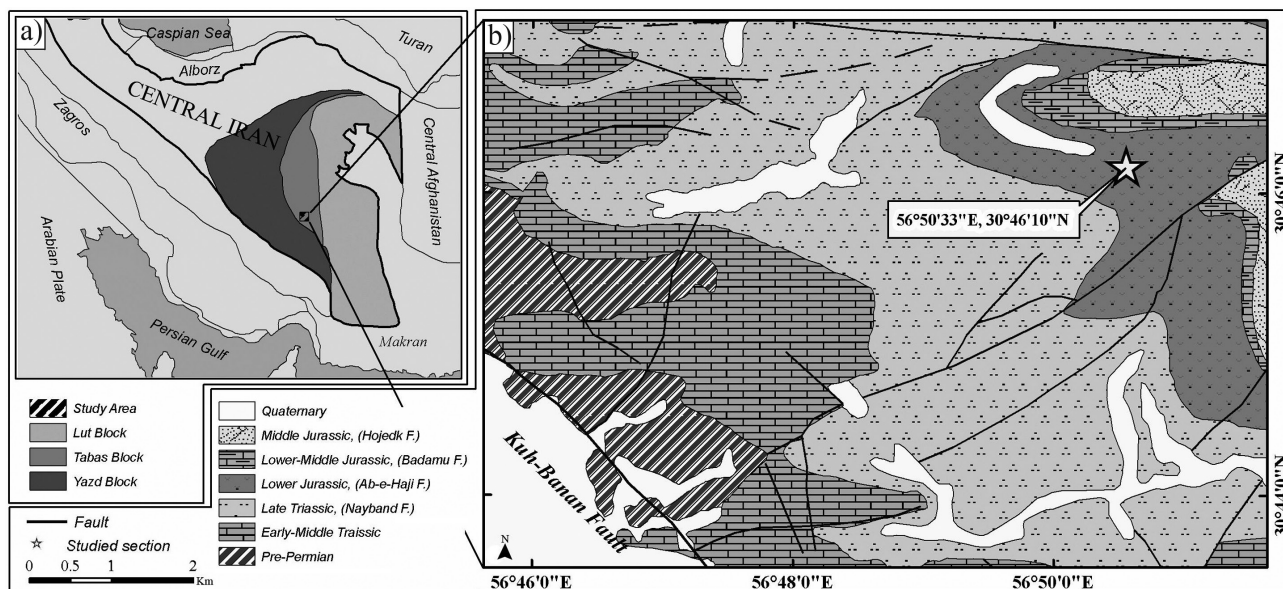 a)
Caspian Sea
Turan
Alborz
CENTRAL IRAN
Zagros
Central Afghanistan
Arabian Plate
Persian Gulf
Makran
Study Area
Lut Block
Tabas Block
Yazd Block
Fault
Studied section
0 0.5 1 2
Km
Quaternary
Middle Jurassic, (Hojedk F.)
Lower-Middle Jurassic, (Badamu F.)
Lower Jurassic, (Ab-e-Haji F.)
Late Triassic, (Nayband F.)
Early-Middle Traissic
Pre-Permian
b)
56°50'33"E, 30°46'10"N
Kuh-Banan Fault
N
30°46'0"N
30°44'0"N
56°46'0"E
56°48'0"E
56°50'0"E